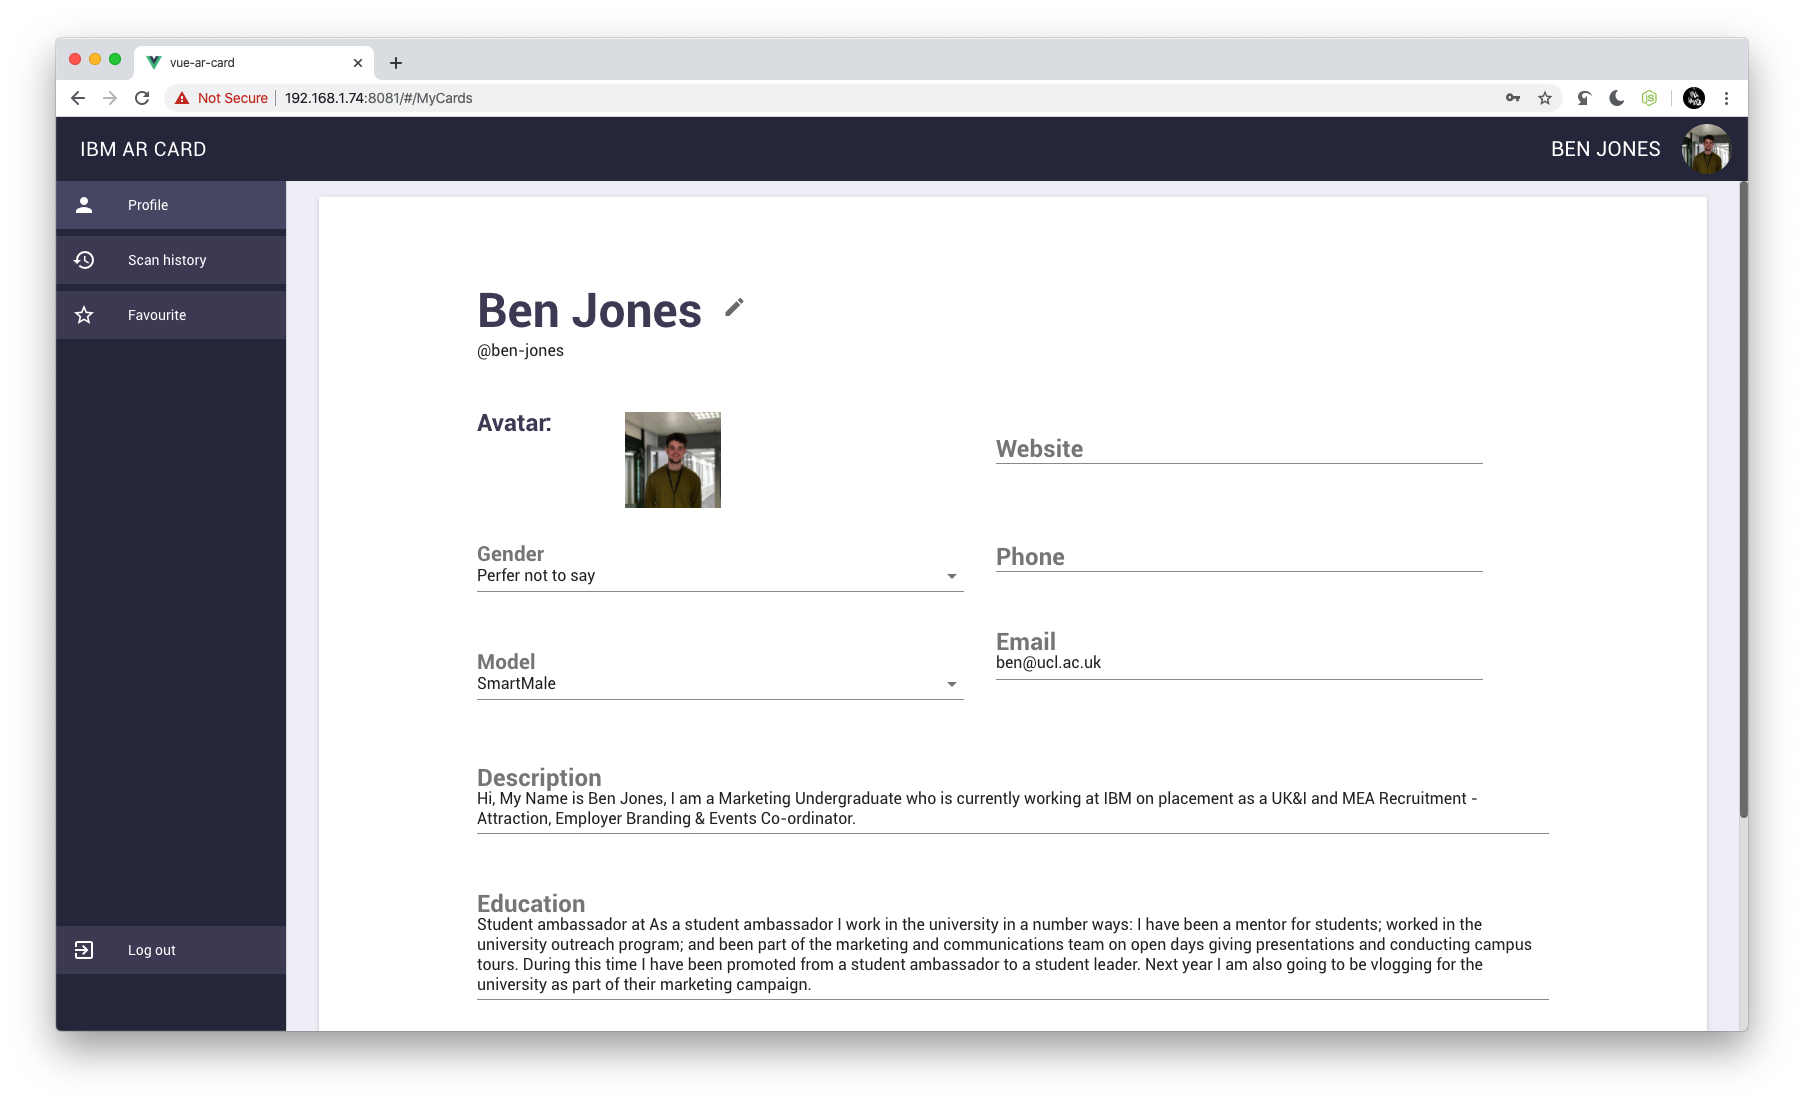 vue-ar-card
Not Secure
192.168.1.74:8081/#/MyCards
IBM AR CARD
BEN JONES
Profile
Scan history
Favourite
Log out
Ben Jones
@ben-jones
Avatar:
Website
Gender
Perfer not to say
Phone
Model
SmartMale
Email
ben@ucl.ac.uk
Description
Hi, My Name is Ben Jones, I am a Marketing Undergraduate who is currently working at IBM on placement as a UK&I and MEA Recruitment -
Attraction, Employer Branding & Events Co-ordinator.
Education
Student ambassador at As a student ambassador I work in the university in a number ways: I have been a mentor for students; worked in the
university outreach program; and been part of the marketing and communications team on open days giving presentations and conducting campus
tours. During this time I have been promoted from a student ambassador to a student leader. Next year I am also going to be vlogging for the
university as part of their marketing campaign.